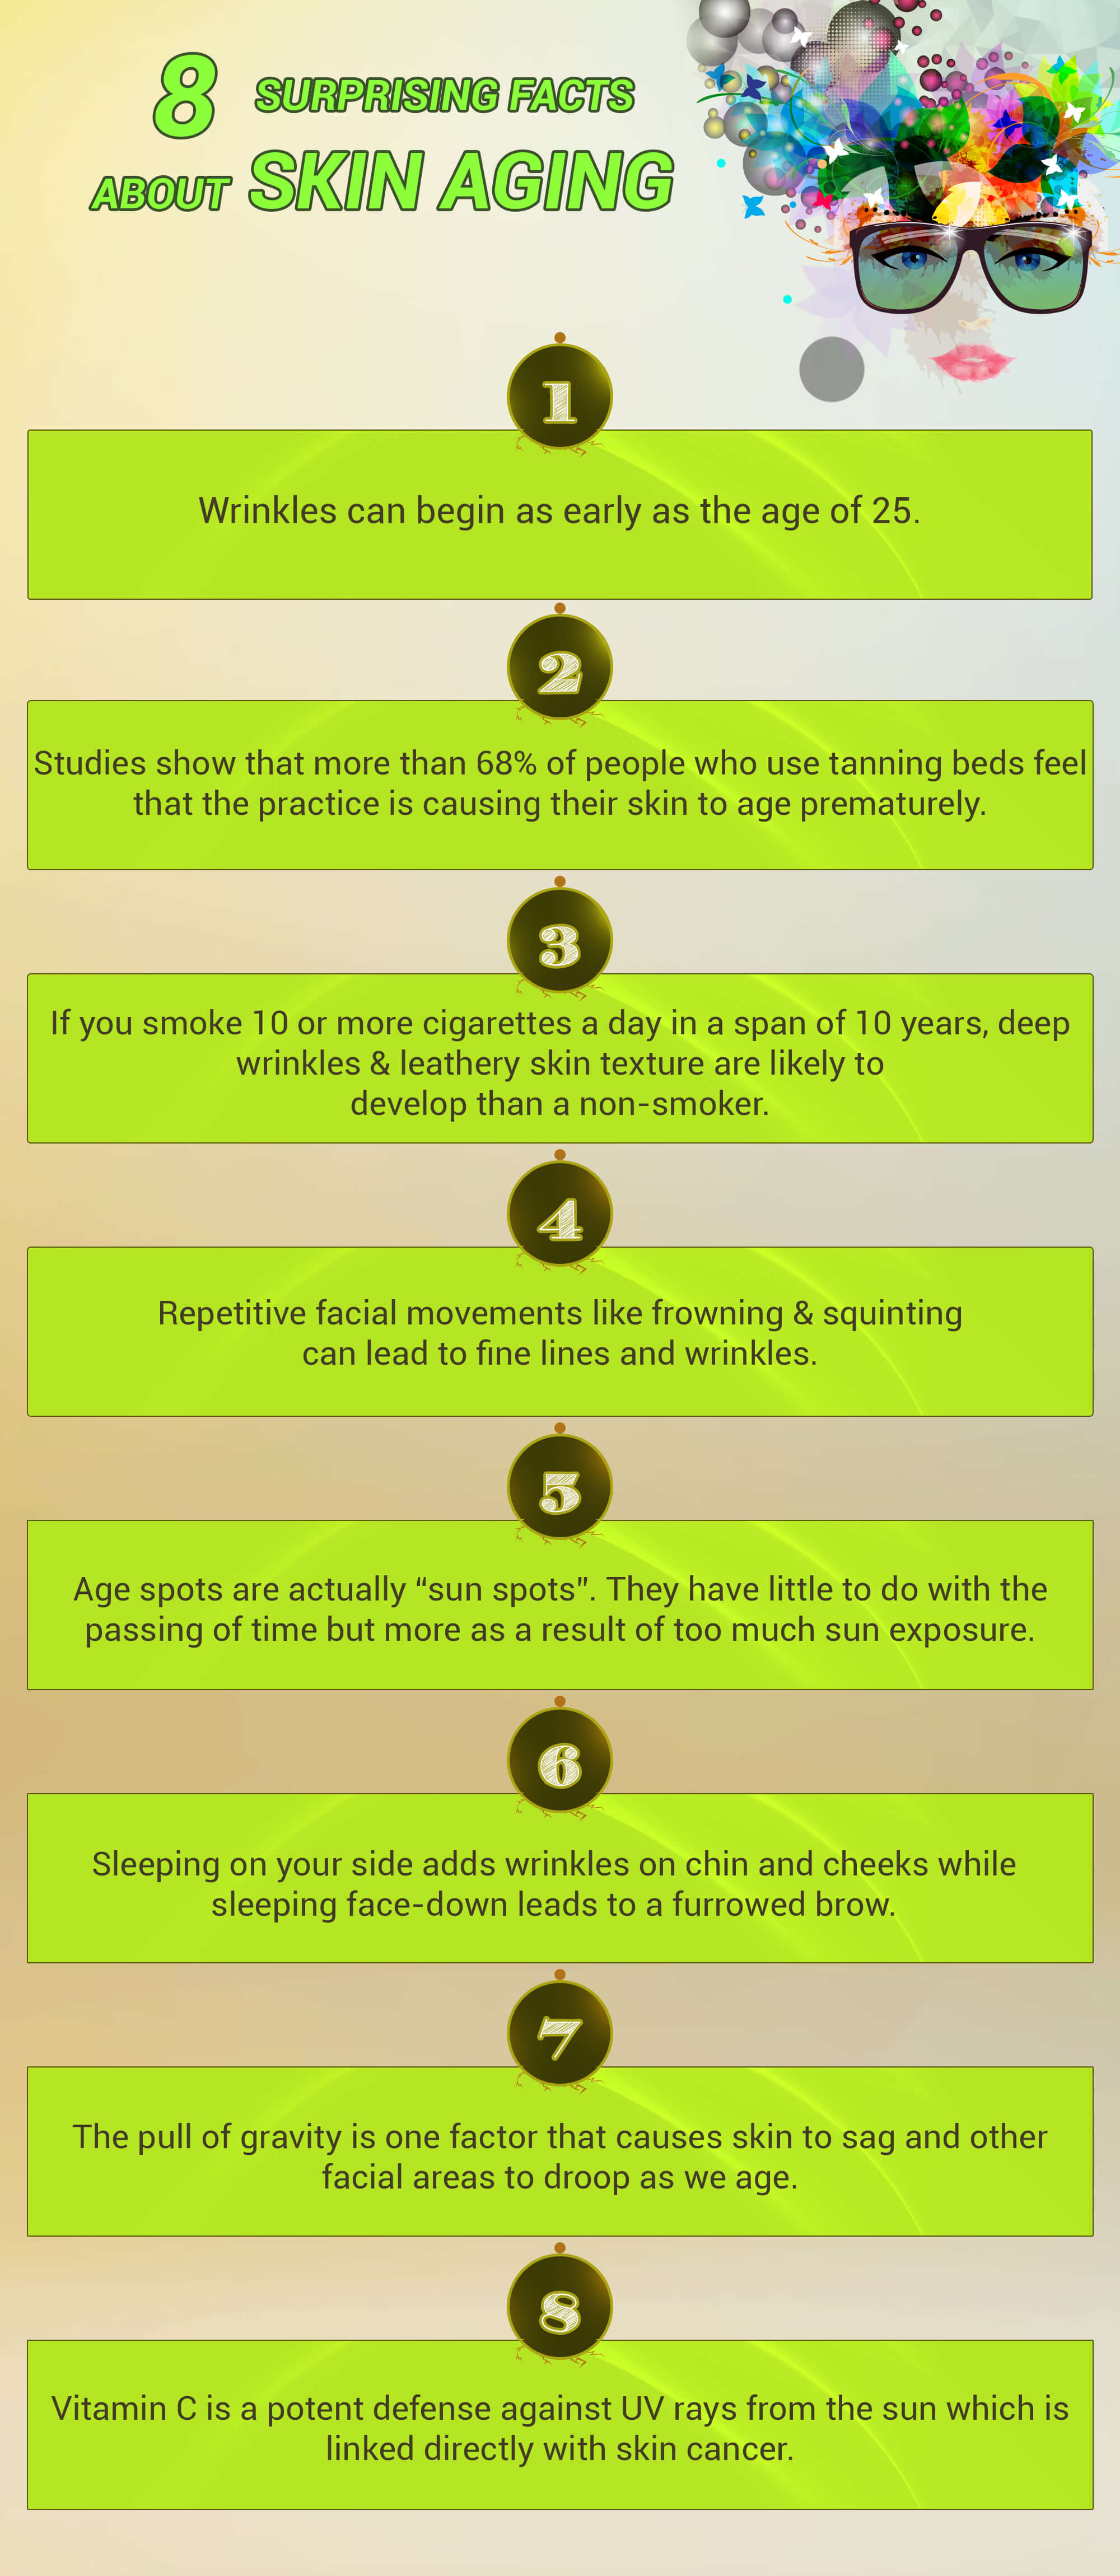 8 SURPRISING FACTS
ABOUT SKIN AGING
1
Wrinkles can begin as early as the age of 25.
2
Studies show that more than 68% of people who use tanning beds feel
that the practice is causing their skin to age prematurely.
3
If you smoke 10 or more cigarettes a day in a span of 10 years, deep
wrinkles & leathery skin texture are likely to
develop than a non-smoker.
4
Repetitive facial movements like frowning & squinting
can lead to fine lines and wrinkles.
5
Age spots are actually “sun spots”. They have little to do with the
passing of time but more as a result of too much sun exposure.
6
Sleeping on your side adds wrinkles on chin and cheeks while
sleeping face-down leads to a furrowed brow.
7
The pull of gravity is one factor that causes skin to sag and other
facial areas to droop as we age.
8
Vitamin C is a potent defense against UV rays from the sun which is
linked directly with skin cancer.